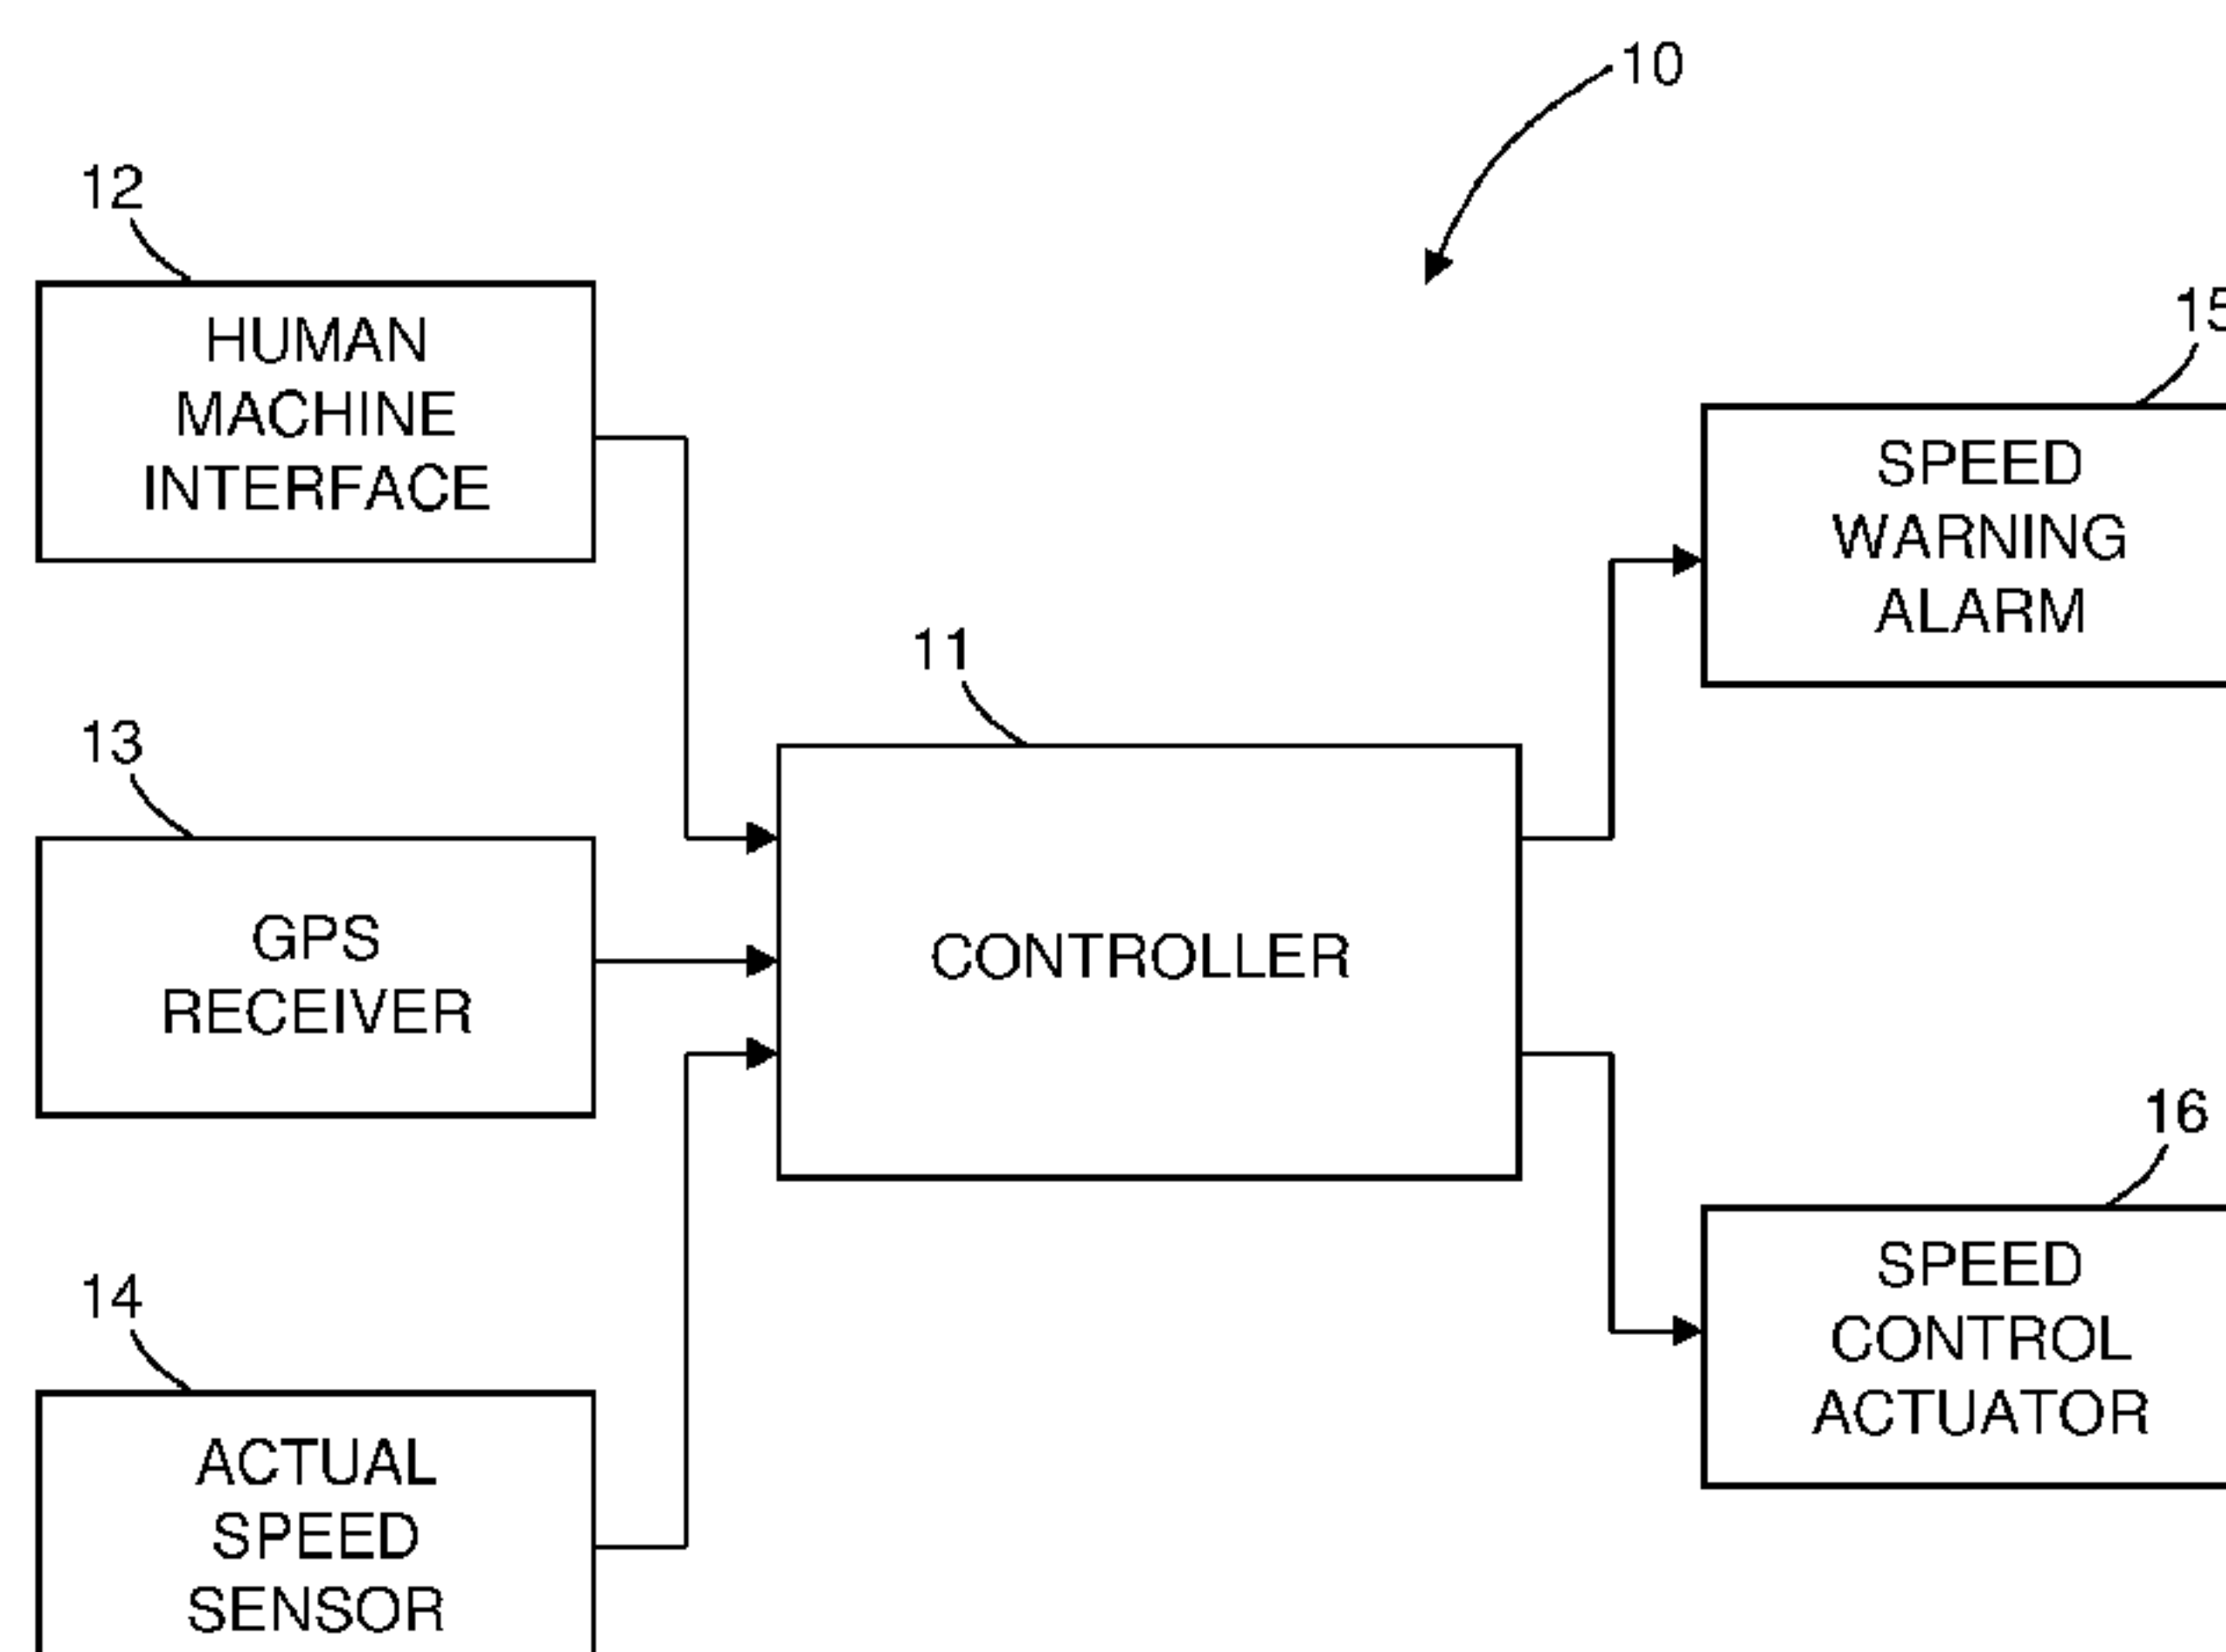 10
12
HUMAN
MACHINE
INTERFACE
15
SPEED
WARNING
ALARM
11
13
GPS
RECEIVER
CONTROLLER
16
SPEED
CONTROL
ACTUATOR
14
ACTUAL
SPEED
SENSOR